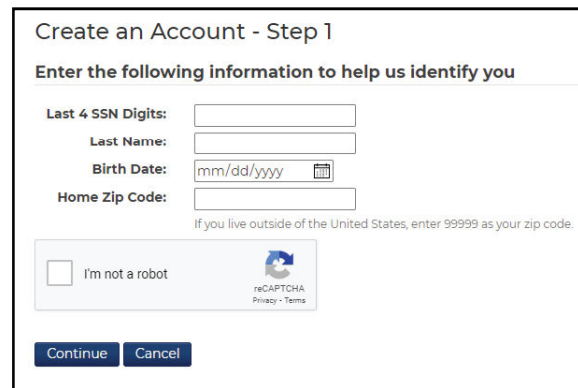 Create an Account - Step 1
Enter the following information to help us identify you
Last 4 SSN Digits:
Last Name:
Birth Date: mm/dd/yyyy
Home Zip Code:
If you live outside of the United States, enter 99999 as your zip code.
I'm not a robot
reCAPTCHA
Privacy - Terms
Continue Cancel